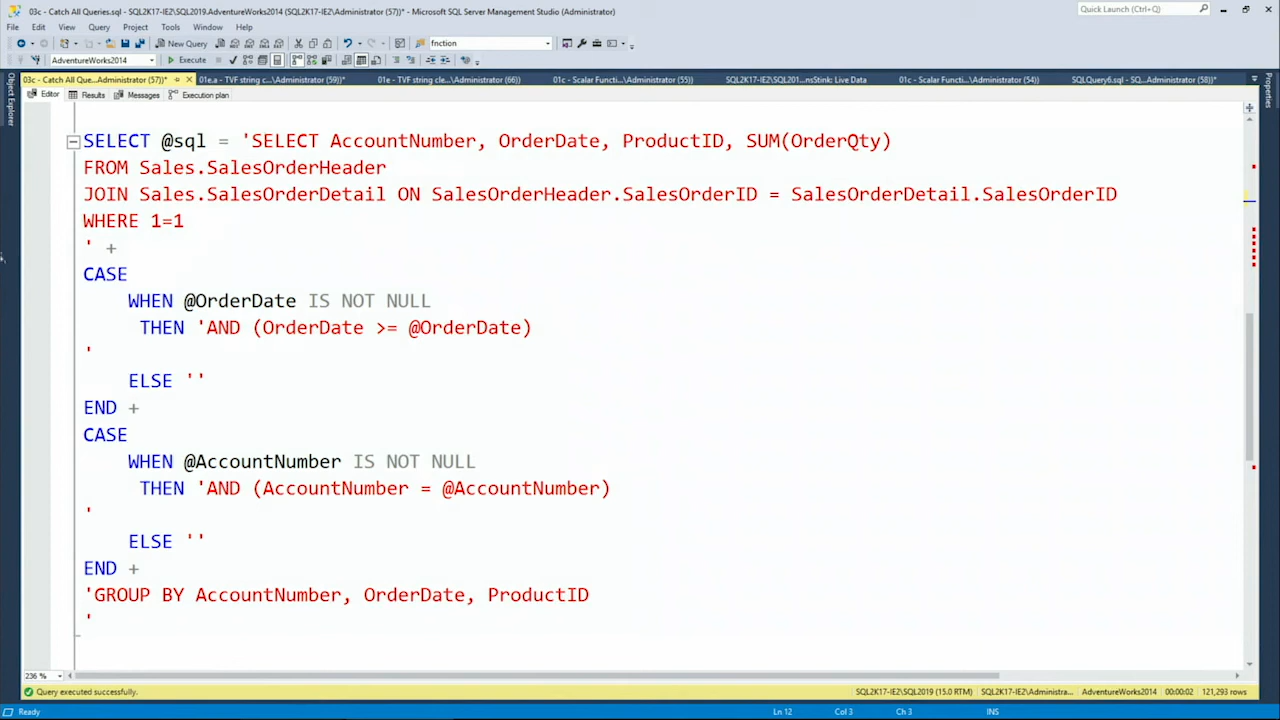 03c - Catch All Queries.sql - SQL2K17-IE2\SQL2019.AdventureWorks2014 (SQL2K17-IE2\Administrator (57))* - Microsoft SQL Server Management Studio (Administrator)
Quick Launch (Ctrl+Q)
File Edit View Query Project Tools Window Help
New Query
fnction
AdventureWorks2014
Execute
03c - Catch All Que...Administrator (57))*
01e.a - TVF string c...\Administrator (59))*
01e - TVF string cle...Administrator (66))
01c - Scalar Functi...\Administrator (55))
SQL2K17-IE2\SQL201...nsStink: Live Data
01c - Scalar Functi...\Administrator (54))
SQLQuery6.sql - SQ...Administrator (58))*
Object Explorer
Properties
Editor Results Messages Execution plan
SELECT @sql = 'SELECT AccountNumber, OrderDate, ProductID, SUM(OrderQty)
FROM Sales.SalesOrderHeader
JOIN Sales.SalesOrderDetail ON SalesOrderHeader.SalesOrderID = SalesOrderDetail.SalesOrderID
WHERE 1=1
' +
CASE
WHEN @OrderDate IS NOT NULL
THEN 'AND (OrderDate >= @OrderDate)
'
ELSE ''
END +
CASE
WHEN @AccountNumber IS NOT NULL
THEN 'AND (AccountNumber = @AccountNumber)
'
ELSE ''
END +
'GROUP BY AccountNumber, OrderDate, ProductID
'
236 %
Query executed successfully.
SQL2K17-IE2\SQL2019 (15.0 RTM)
SQL2K17-IE2\Administra...
AdventureWorks2014
00:00:02
121,293 rows
Ready
Ln 12
Col 3
Ch 3
INS